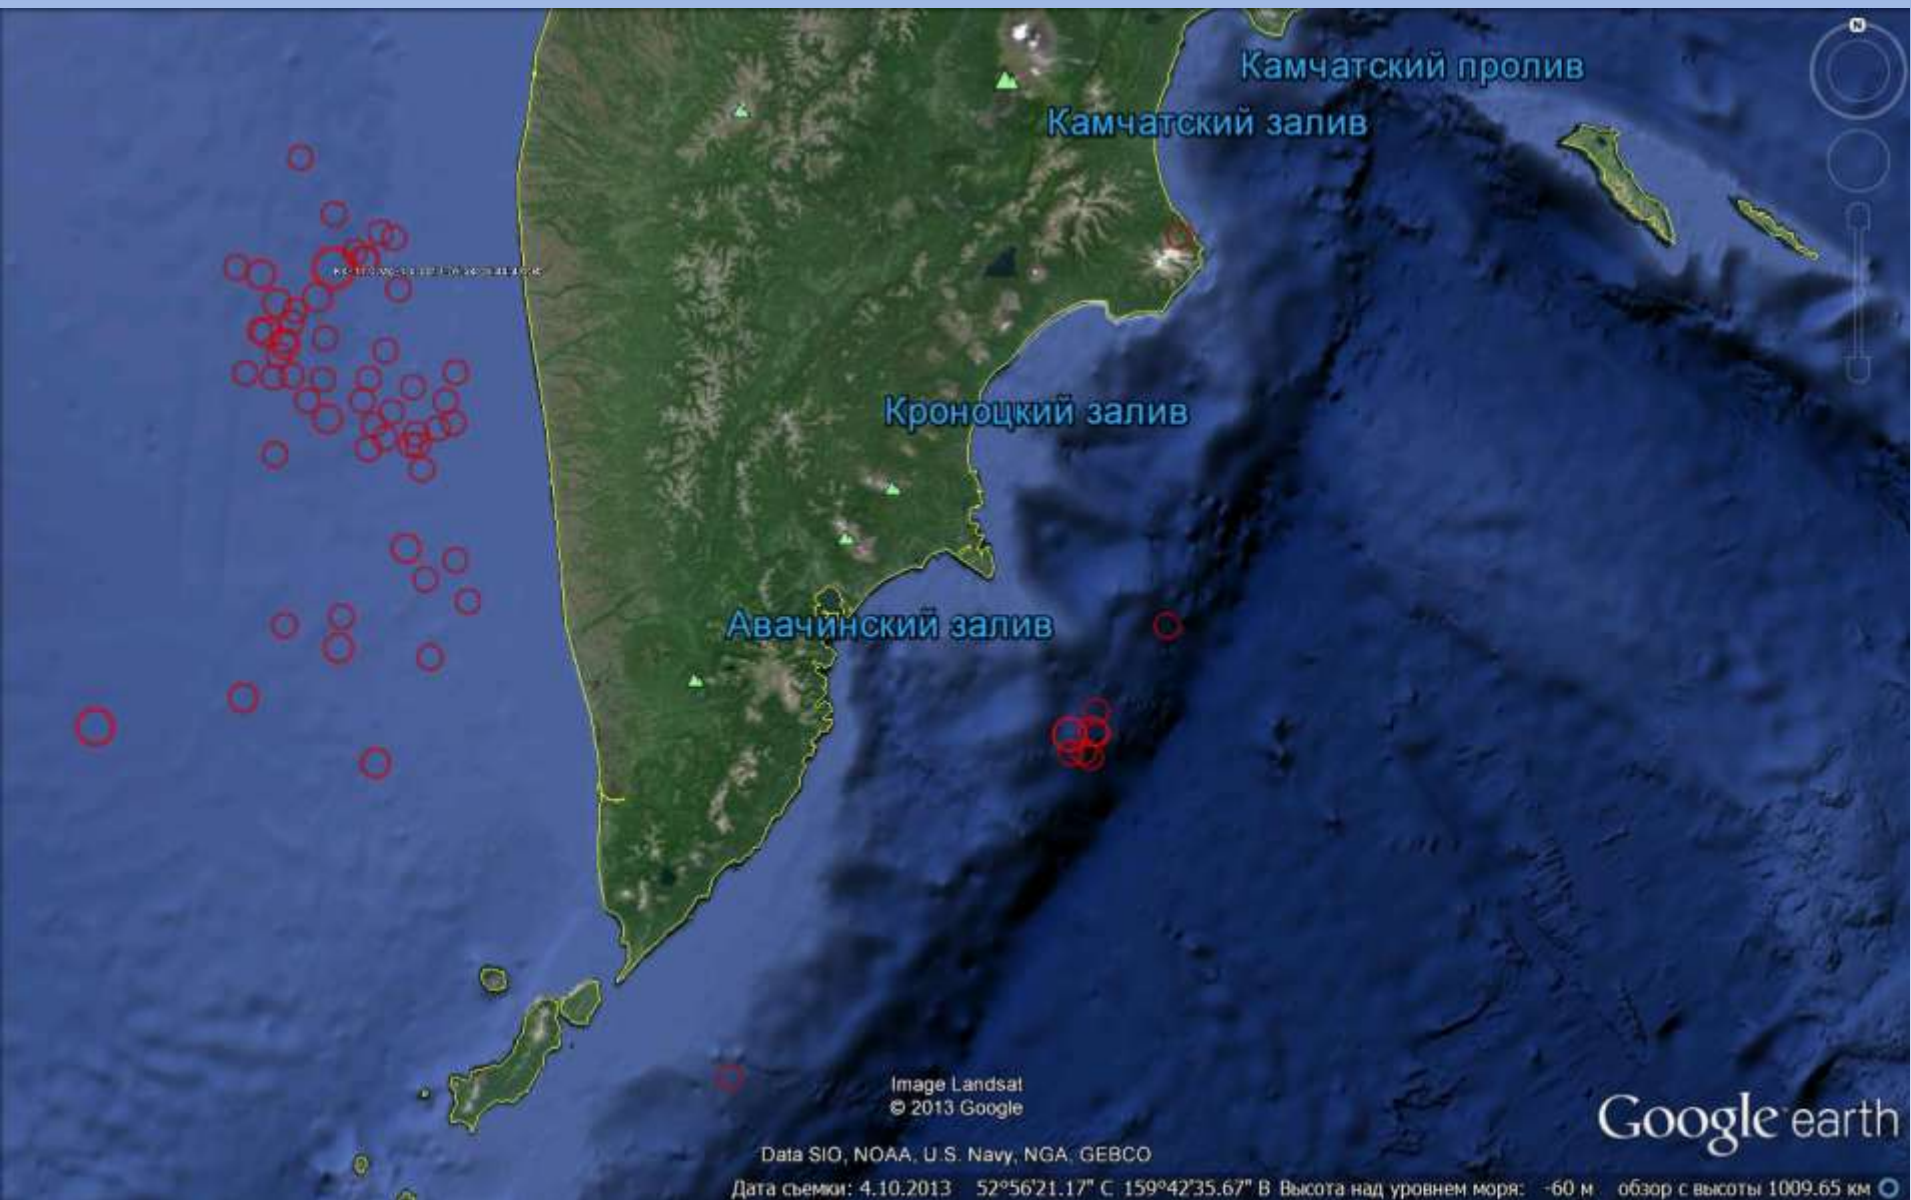 N
Камчатский пролив
Камчатский залив
Кроноцкий залив
Авачинский залив
Image Landsat
© 2013 Google
Google earth
Data SIO, NOAA, U.S. Navy, NGA, GEBCO
Дата съемки: 4.10.2013 52°56'21.17" С 159°42'35.67" В Высота над уровнем моря: -60 м обзор с высоты 1009.65 км